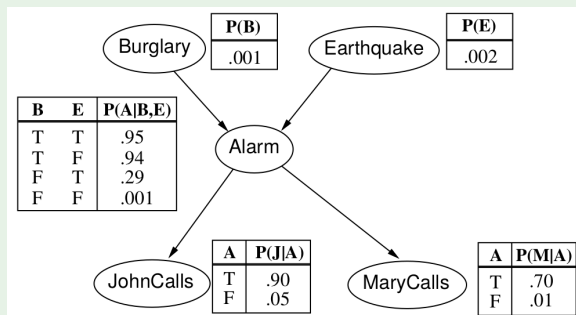 Burglary
P(B)
.001
Earthquake
P(E)
.002
B E P(A|B,E)
T T .95
T F .94
F T .29
F F .001
Alarm
JohnCalls
A P(J|A)
T .90
F .05
MaryCalls
A P(M|A)
T .70
F .01